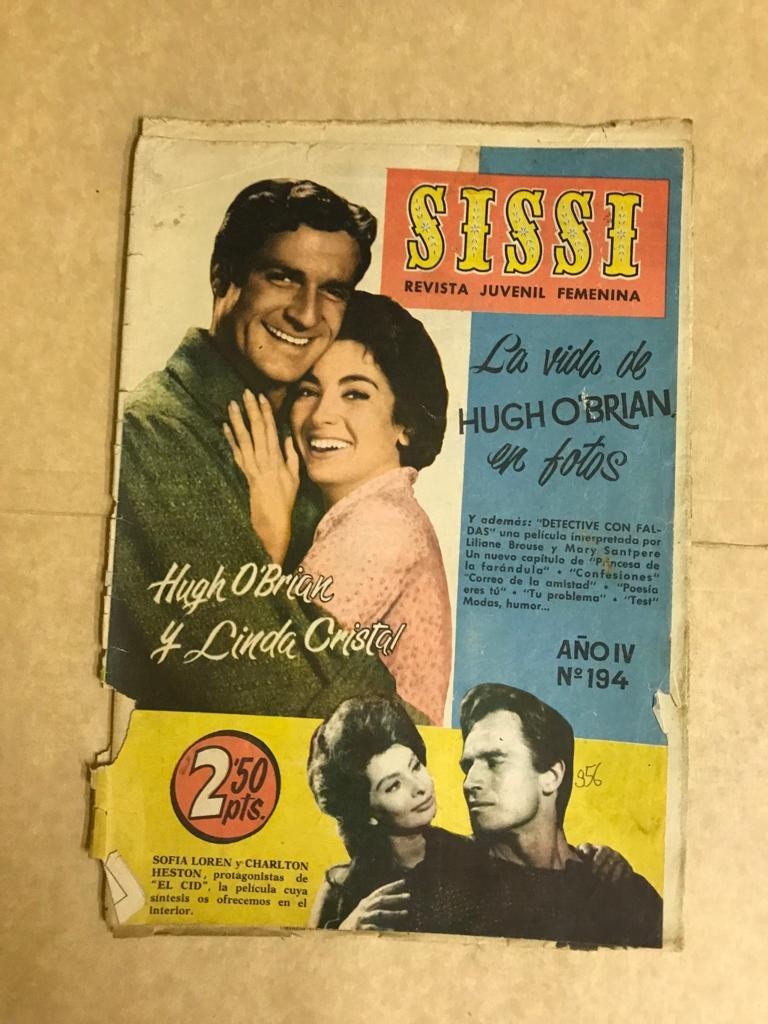 SISSI
REVISTA JUVENIL FEMENINA
La vida de
HUGH O'BRIAN
en fotos
Y además: "DETECTIVE CON FAL-
DAS" una película interpretada por
Liliane Brouse y Mary Santpere
Un nuevo capítulo de "Princesa de
la farándula" • "Confesiones"
"Correo de la amistad" • "Poesía
eres tú" • "Tu problema" • "Test"
Modas, humor...
AÑO IV
Nº 194
Hugh O'Brian
y Linda Cristal
2'50
pts.
SOFIA LOREN y CHARLTON
HESTON, protagonistas de
"EL CID", la película cuya
síntesis os ofrecemos en el
interior.
356